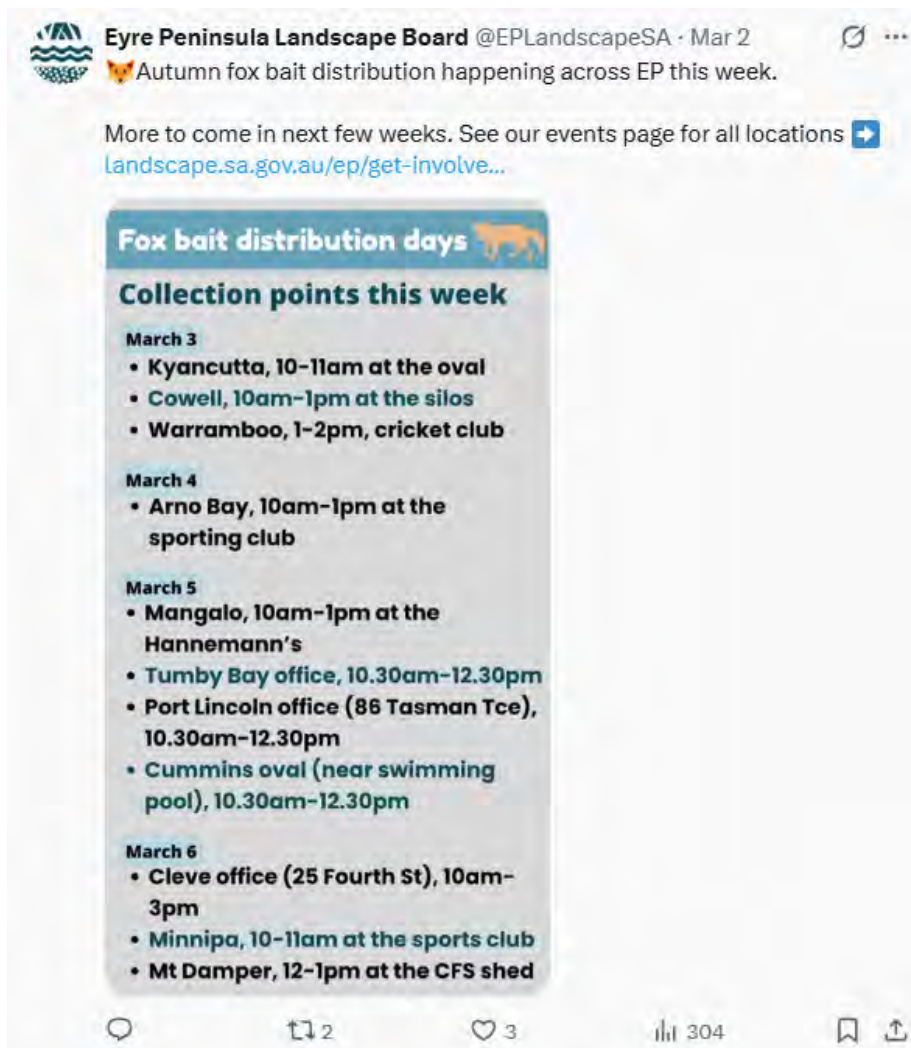 Eyre Peninsula Landscape Board @EPLandscapeSA · Mar 2
🦊Autumn fox bait distribution happening across EP this week.
More to come in next few weeks. See our events page for all locations ➡️
landscape.sa.gov.au/ep/get-involve...
Fox bait distribution days
Collection points this week
March 3
• Kyancutta, 10-11am at the oval
• Cowell, 10am-1pm at the silos
• Warramboo, 1-2pm, cricket club
March 4
• Arno Bay, 10am-1pm at the
sporting club
March 5
• Mangalo, 10am-1pm at the
Hannemann's
• Tumby Bay office, 10.30am-12.30pm
• Port Lincoln office (86 Tasman Tce),
10.30am-12.30pm
• Cummins oval (near swimming
pool), 10.30am-12.30pm
March 6
• Cleve office (25 Fourth St), 10am-
3pm
• Minnipa, 10-11am at the sports club
• Mt Damper, 12-1pm at the CFS shed
2 3 304